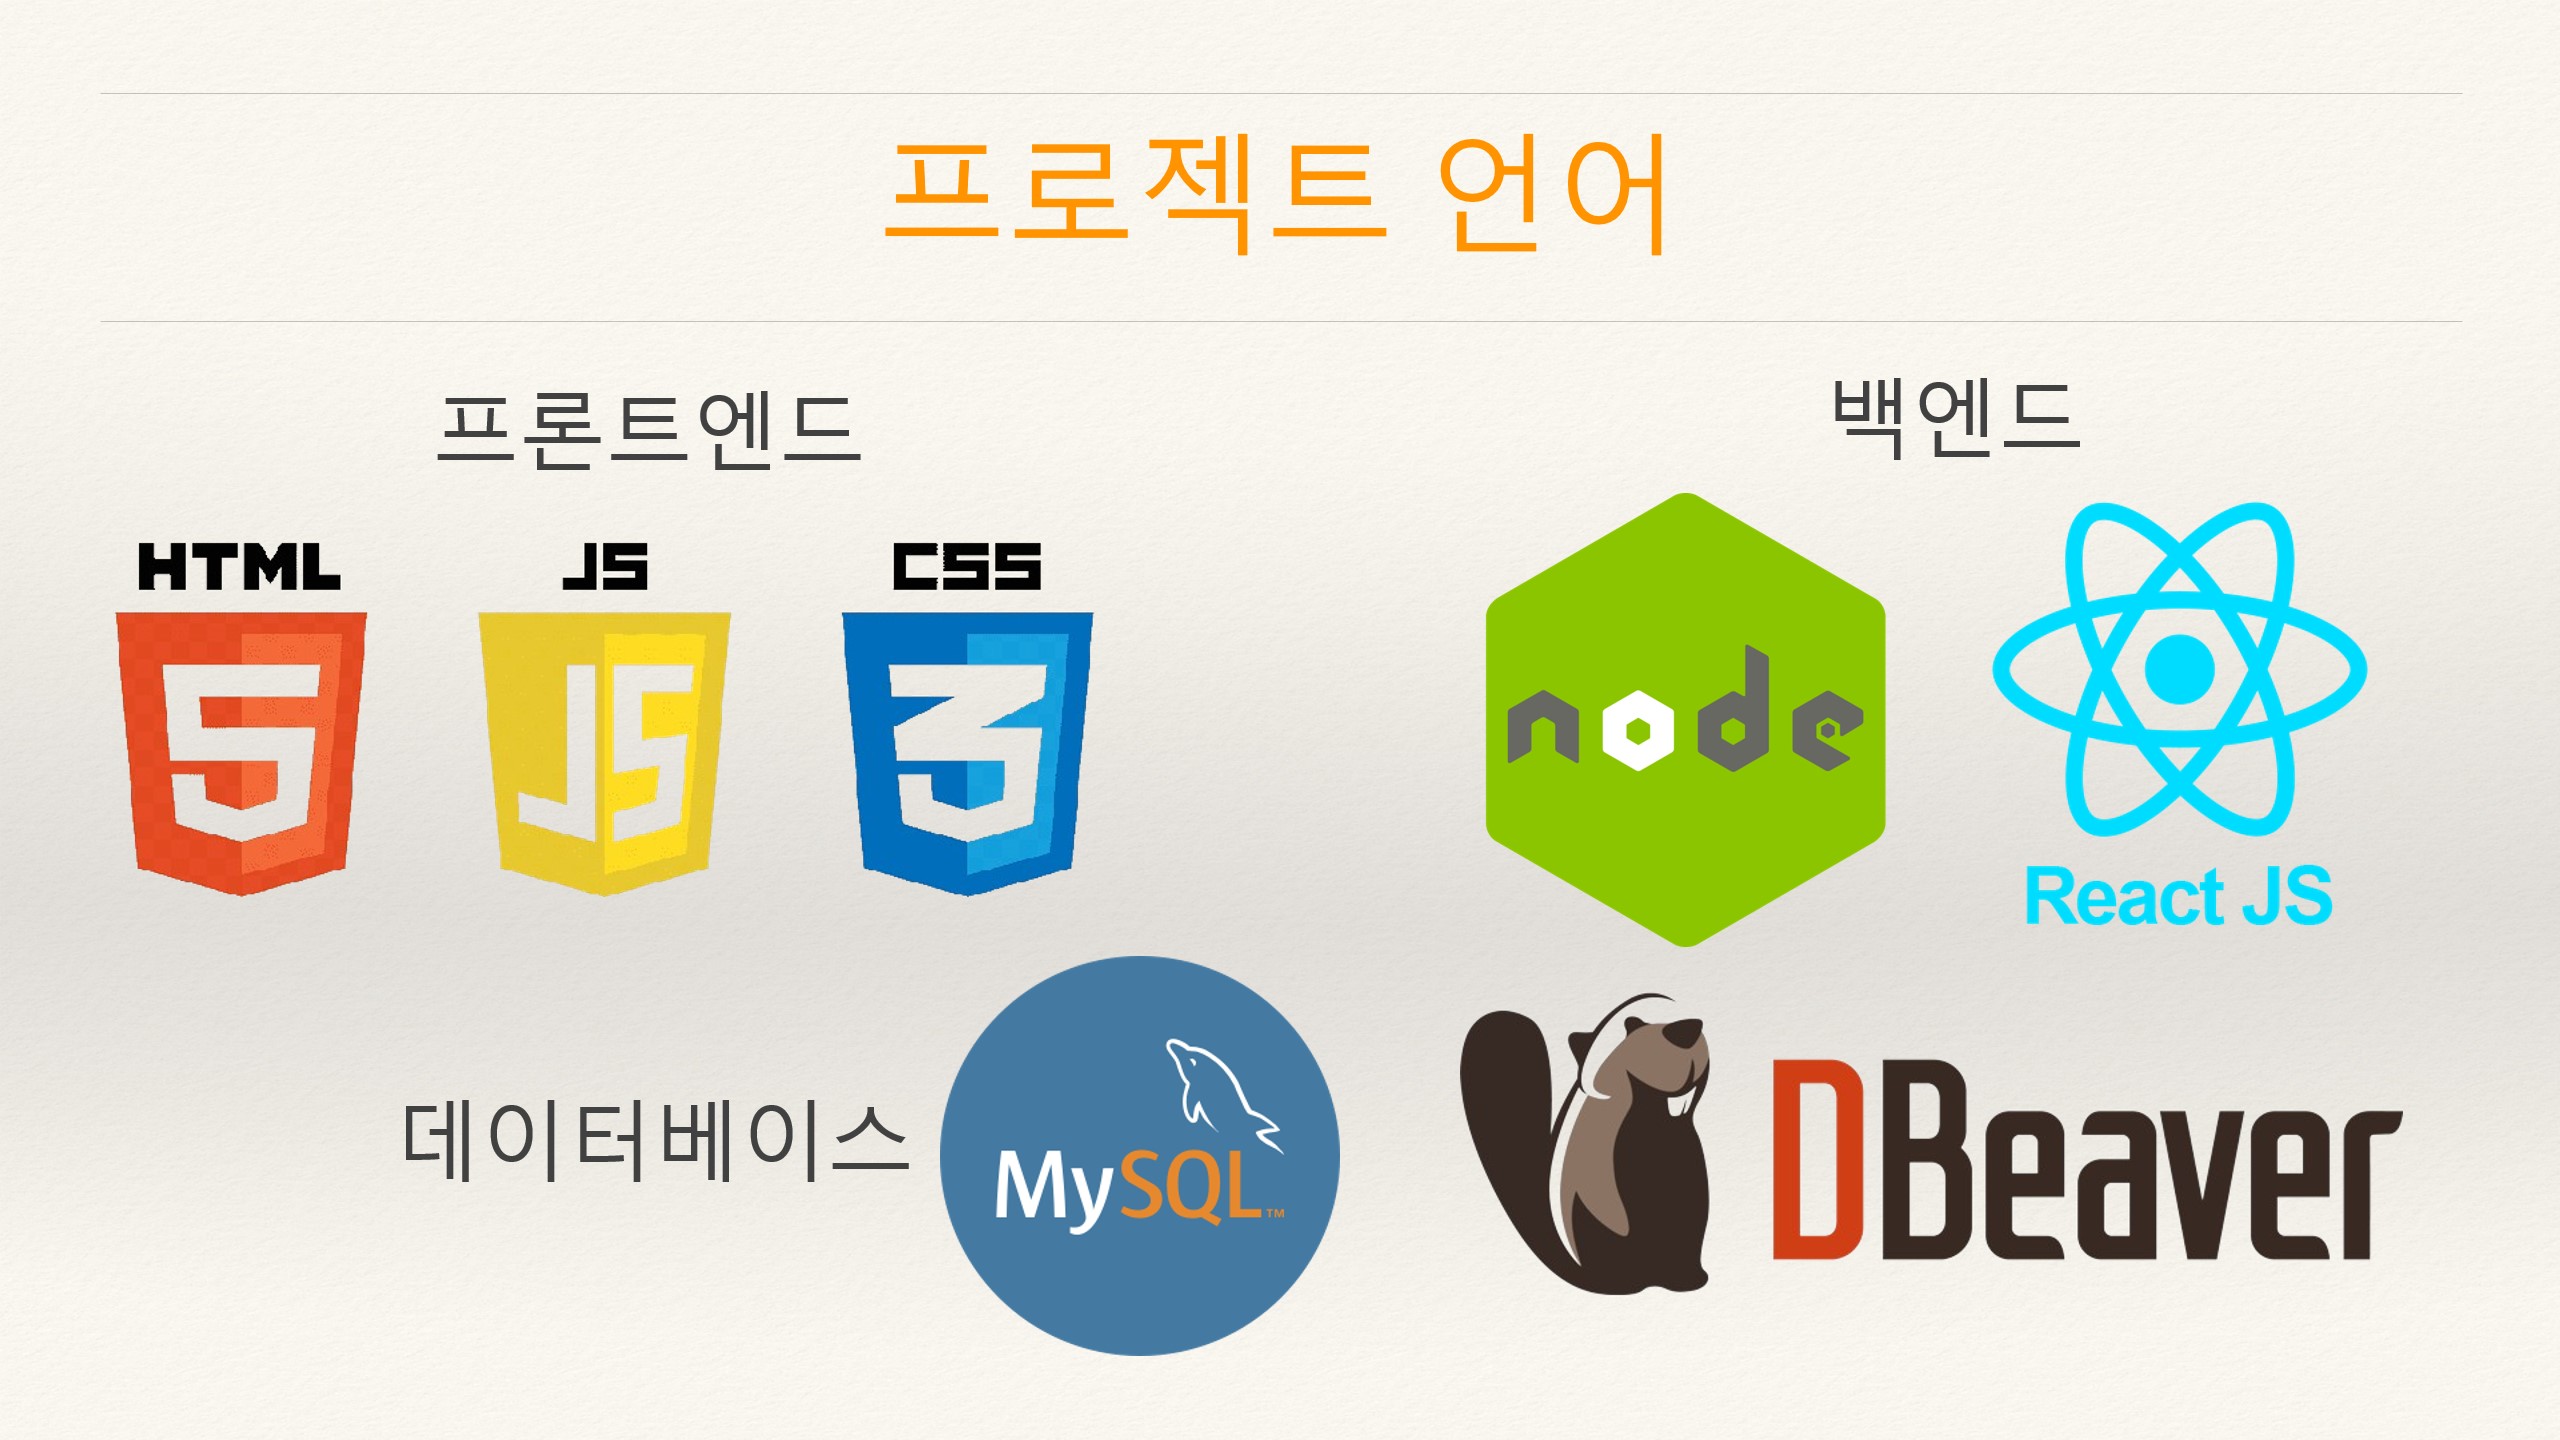 프로젝트 언어
프론트엔드
백엔드
HTML
JS
CSS
5
JS
3
node
React JS
데이터베이스
MySQL™
DBeaver